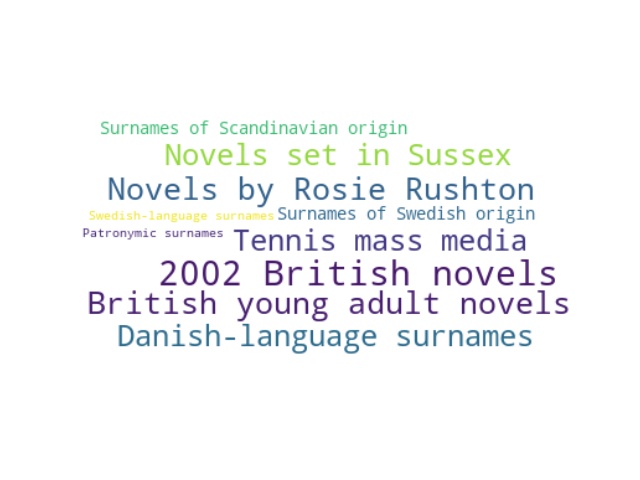 Surnames of Scandinavian origin
Novels set in Sussex
Novels by Rosie Rushton
Swedish-language surnames
Surnames of Swedish origin
Patronymic surnames
Tennis mass media
2002 British novels
British young adult novels
Danish-language surnames